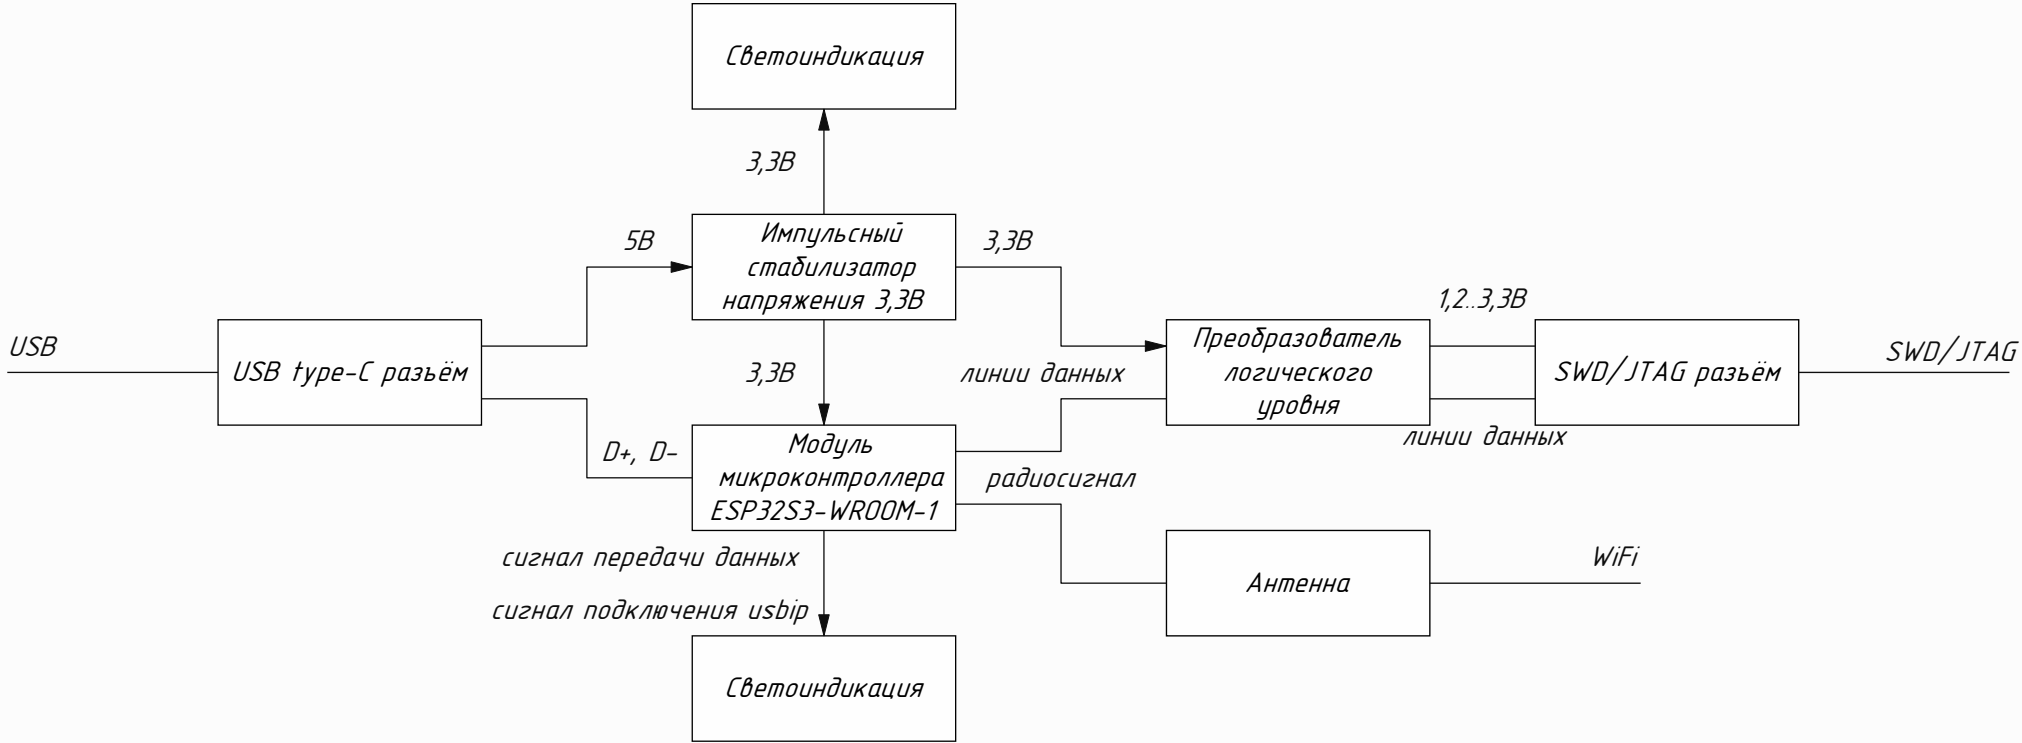 Светоиндикация
3,3В
5В
Импульсный
стабилизатор
напряжения 3,3В
3,3В
USB
USB type-C разъём
3,3В
линии данных
Преобразователь
логического
уровня
1,2..3,3В
SWD/JTAG разъём
SWD/JTAG
линии данных
D+, D-
Модуль
микроконтроллера
ESP32S3-WROOM-1
радиосигнал
сигнал передачи данных
сигнал подключения usbip
Антенна
WiFi
Светоиндикация